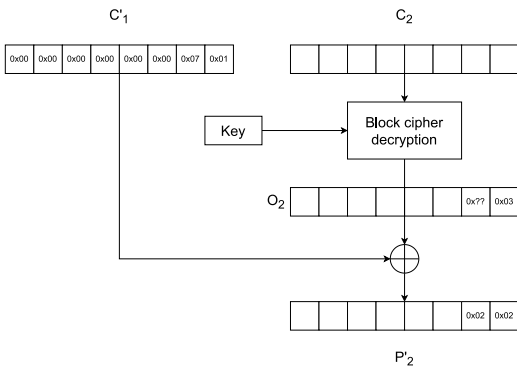 C'1 C2
0x00 0x00 0x00 0x00 0x00 0x00 0x07 0x01
Key
Block cipher
decryption
O2 0x?? 0x03
0x02 0x02
P'2